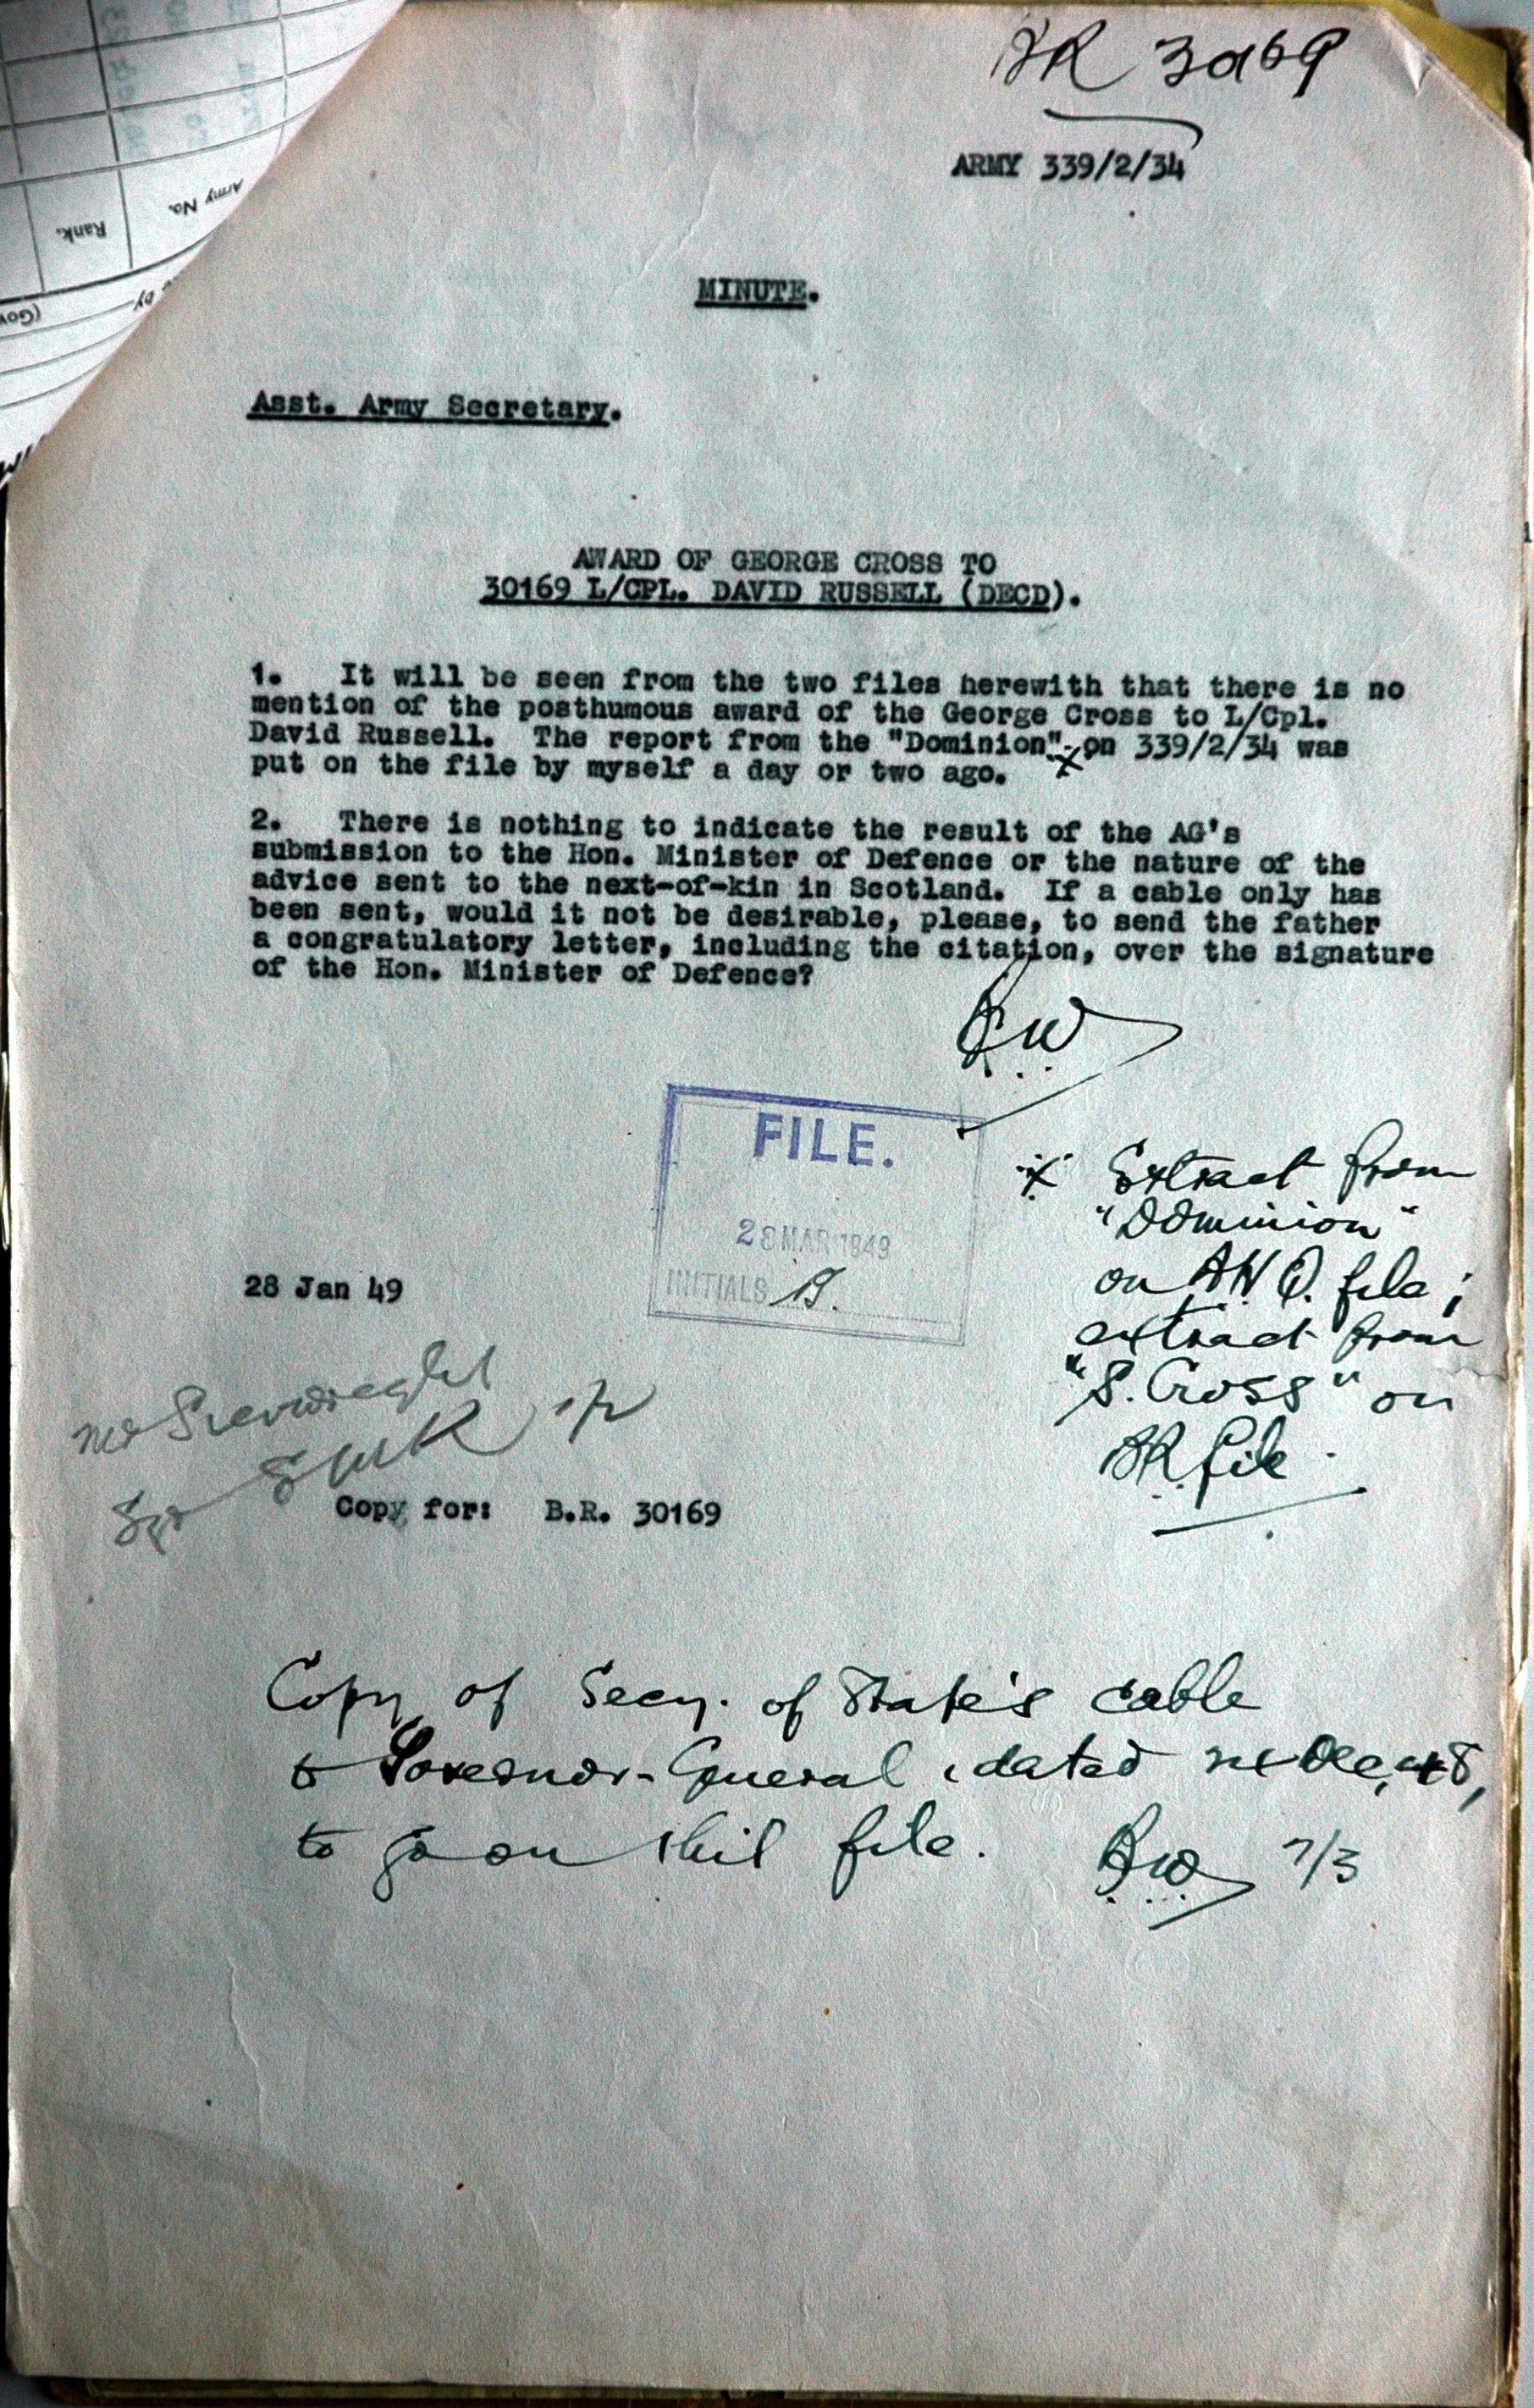 BR 30169
ARMY 339/2/34
Army No.
Rank.
by
(Gov
MINUTE.
Asst. Army Secretary.
AWARD OF GEORGE CROSS TO
30169 L/CPL. DAVID RUSSELL (DECD).
1. It will be seen from the two files herewith that there is no
mention of the posthumous award of the George Cross to L/Cpl.
David Russell. The report from the "Dominion" x on 339/2/34 was
put on the file by myself a day or two ago.
2. There is nothing to indicate the result of the AG's
submission to the Hon. Minister of Defence or the nature of the
advice sent to the next-of-kin in Scotland. If a cable only has
been sent, would it not be desirable, please, to send the father
a congratulatory letter, including the citation, over the signature
of the Hon. Minister of Defence?
FILE.
28 MAR 1949
INITIALS
x Extract from
"Dominion"
on A.H.Q. file;
extract from
"S. Cross" on
BR file.
28 Jan 49
Mr
Copy for: B.R. 30169
Copy of Secy. of State's cable
to Governor-General, dated Dec, 48,
to go on this file. 7/3